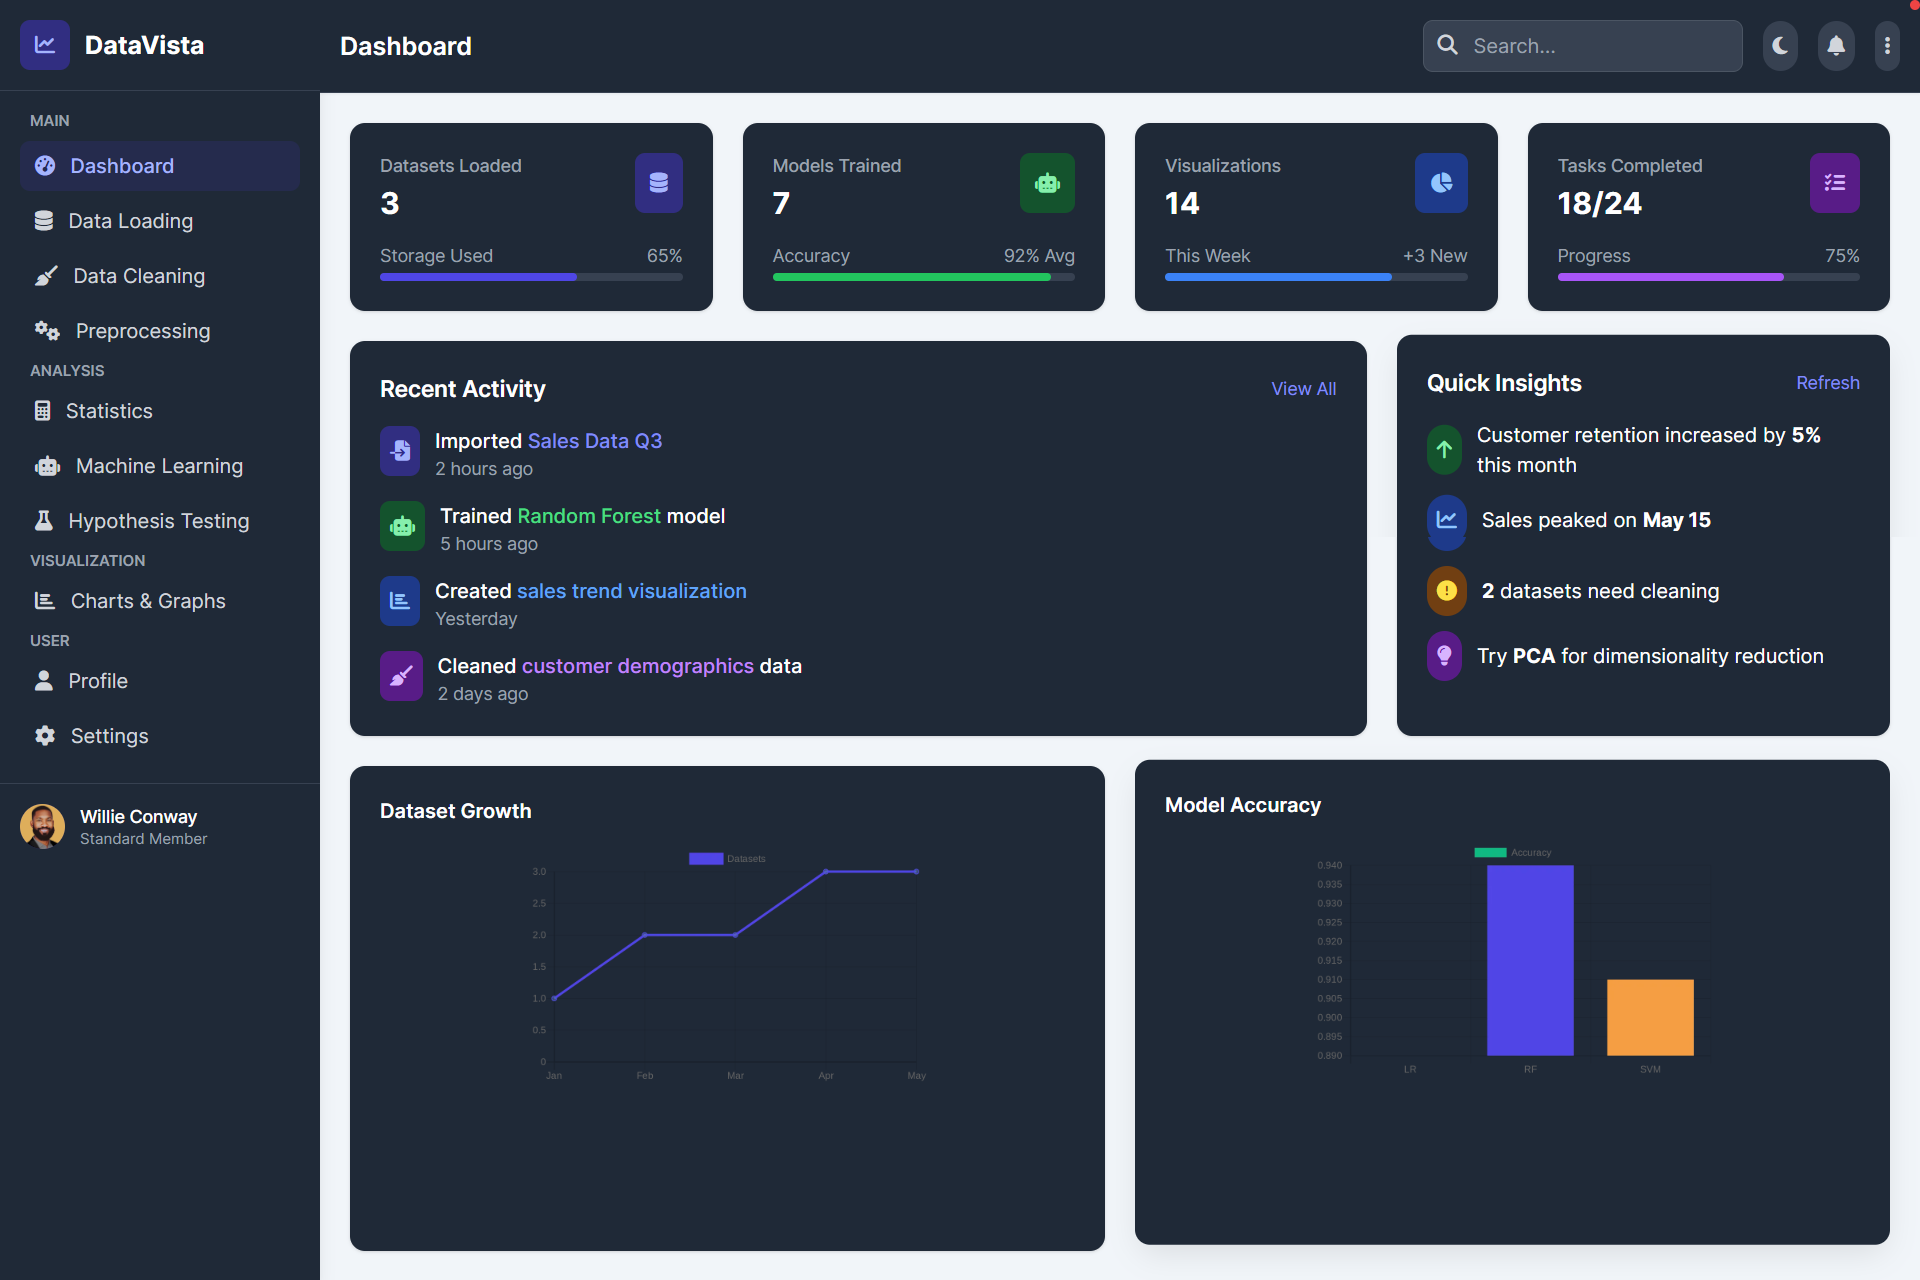 DataVista
Dashboard
Search...
MAIN
Dashboard
Data Loading
Data Cleaning
Preprocessing
ANALYSIS
Statistics
Machine Learning
Hypothesis Testing
VISUALIZATION
Charts & Graphs
USER
Profile
Settings
Willie Conway
Standard Member
Datasets Loaded
3
Storage Used 65%
Models Trained
7
Accuracy 92% Avg
Visualizations
14
This Week +3 New
Tasks Completed
18/24
Progress 75%
Recent Activity View All
Imported Sales Data Q3
2 hours ago
Trained Random Forest model
5 hours ago
Created sales trend visualization
Yesterday
Cleaned customer demographics data
2 days ago
Quick Insights Refresh
Customer retention increased by 5%
this month
Sales peaked on May 15
2 datasets need cleaning
Try PCA for dimensionality reduction
Dataset Growth
Datasets
3.0
2.5
2.0
1.5
1.0
0.5
0
Jan Feb Mar Apr May
Model Accuracy
Accuracy
0.940
0.935
0.930
0.925
0.920
0.915
0.910
0.905
0.900
0.895
0.890
LR RF SVM